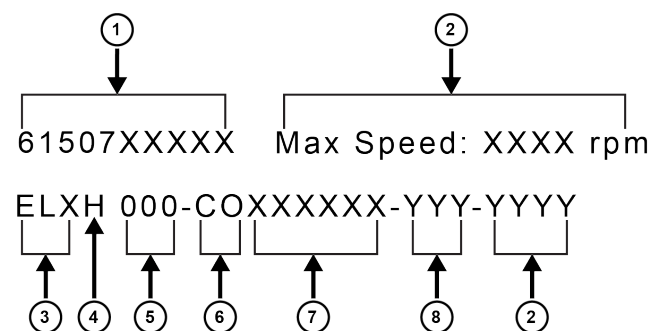 1 2
61507XXXXX Max Speed: XXXX rpm
ELXH 000-COXXXXXX-YYY-YYYY
3 4 5 6 7 8 2